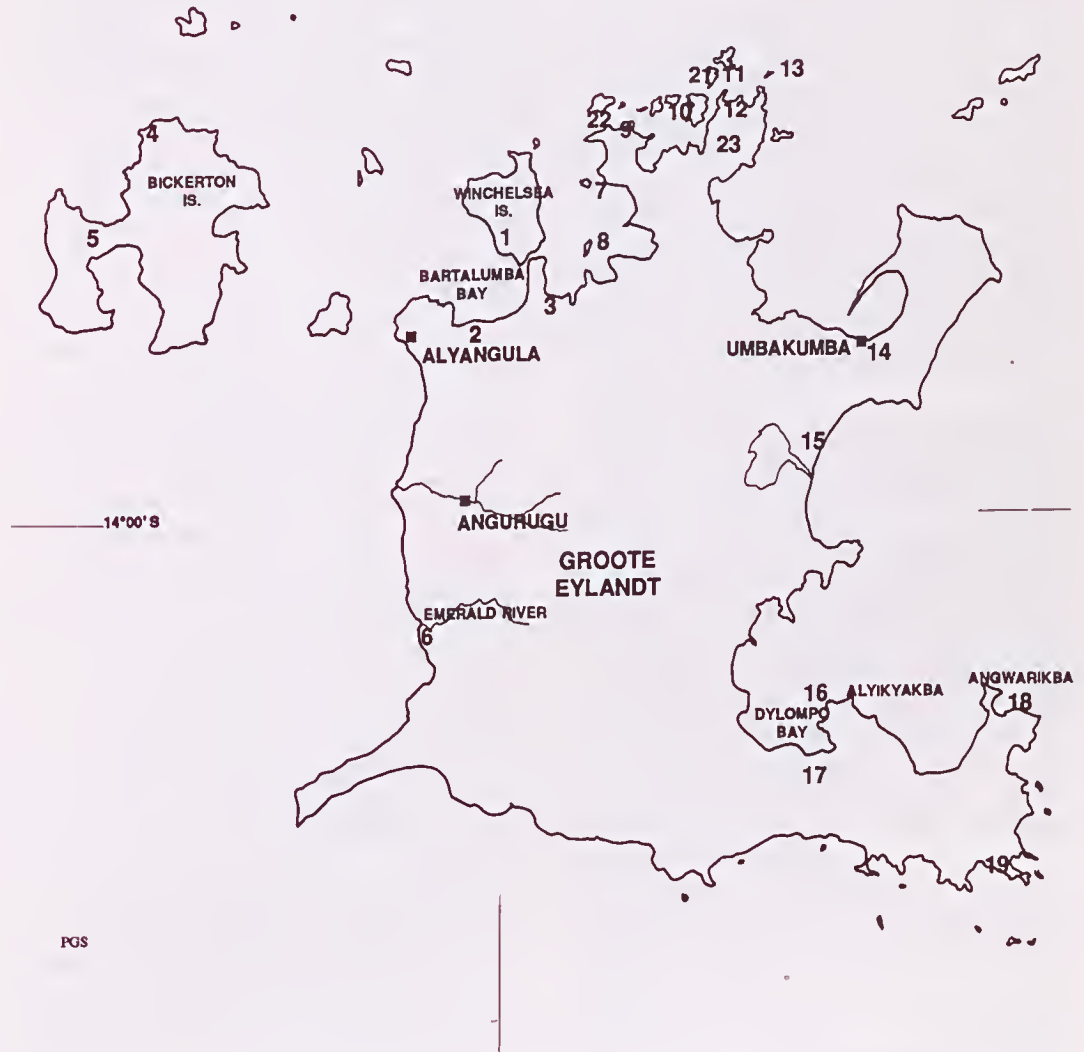 21 11 13
22 9 10 12
23
4
BICKERTON
IS.
WINCHELSEA
IS.
7
5
1
8
BARTALUMBA
BAY
3
2
ALYANGULA
UMBAKUMBA
14
15
14°00'S
ANGURUGU
GROOTE
EYLANDT
EMERALD RIVER
6
ANGWARIKBA
16
ALYIKYAKBA
18
DYLOMPO
BAY
17
19
PGS